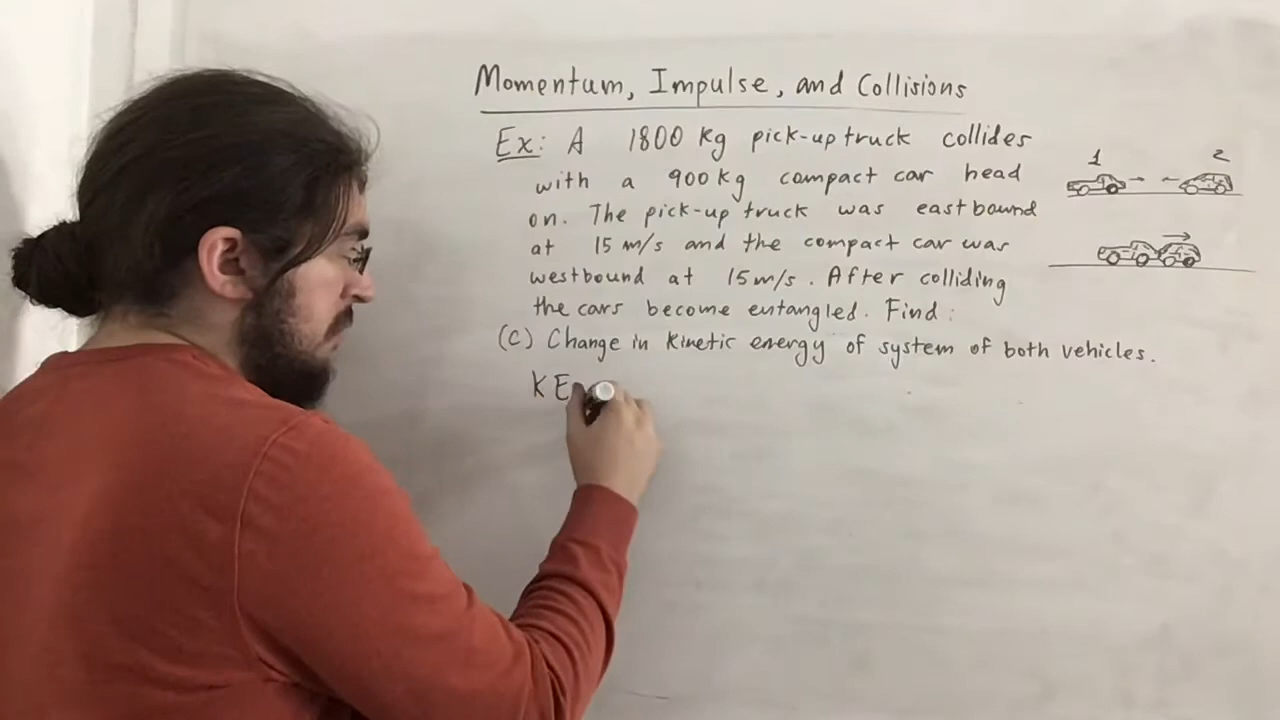 Momentum, Impulse, and Collisions
Ex: A 1800 kg pick-up truck collides
with a 900 kg compact car head
on. The pick-up truck was eastbound
at 15 m/s and the compact car was
westbound at 15 m/s. After colliding
the cars become entangled. Find:
(C) Change in kinetic energy of system of both vehicles.
KE
1 2